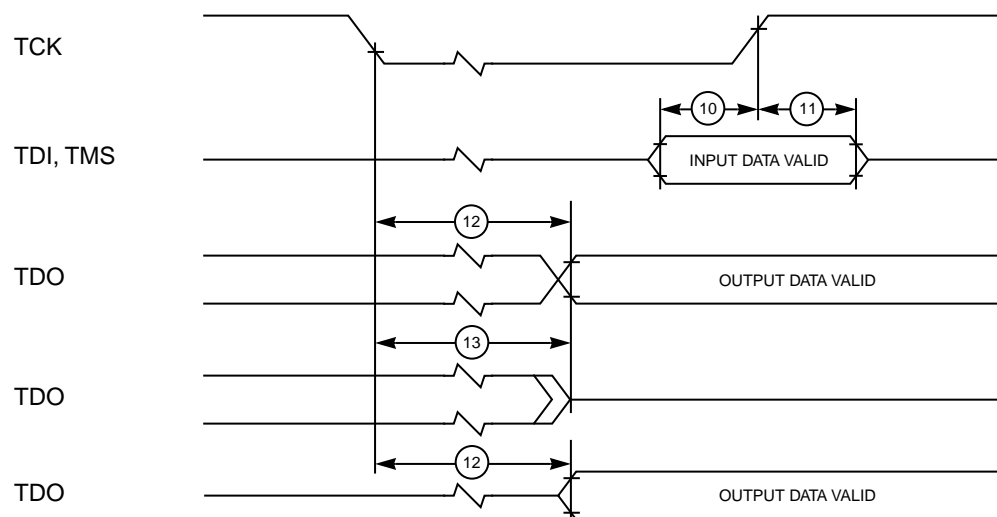 TCK
10
11
TDI, TMS
INPUT DATA VALID
12
TDO
OUTPUT DATA VALID
13
TDO
12
TDO
OUTPUT DATA VALID